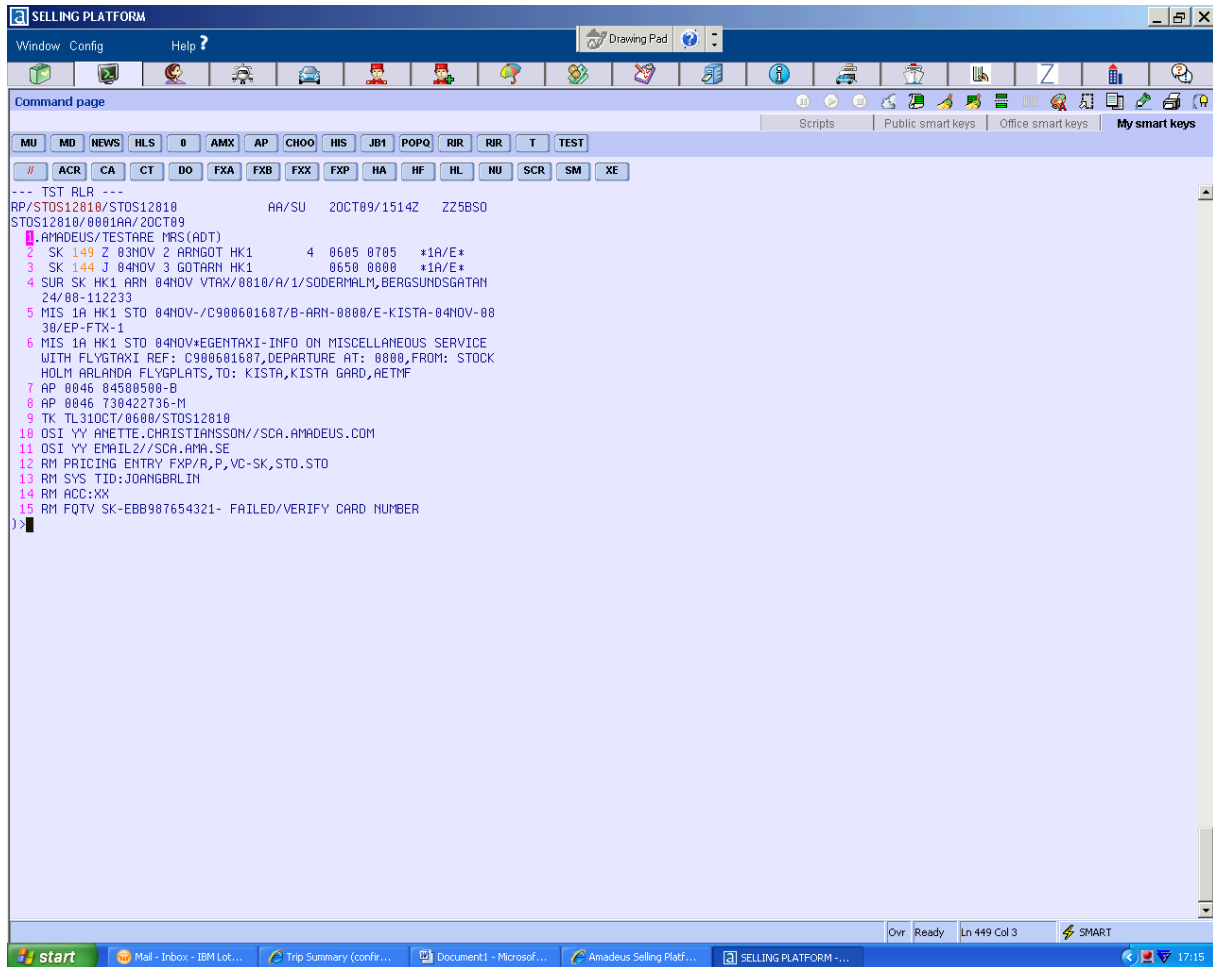 SELLING PLATFORM
Window Config Help ?
Drawing Pad
Command page
Scripts Public smart keys Office smart keys My smart keys
MU MD NEWS HLS 0 AMX AP CHOO HIS JB1 POPQ RIR RIR T TEST
// ACR CA CT DO FXA FXB FXX FXP HA HF HL NU SCR SM XE
--- TST RLR ---
RP/STOS12810/STOS12810 AA/SU 2OCT09/1514Z ZZ5BSO
STOS12810/0001AA/2OCT09
1.AMADEUS/TESTARE MRS(ADT)
2 SK 149 Z 03NOV 2 ARNGOT HK1 4 0605 0705 *1A/E*
3 SK 144 J 04NOV 3 GOTARN HK1 0650 0800 *1A/E*
4 SUR SK HK1 ARN 04NOV VTAX/0810/A/1/SODERMALM,BERGSUNDSGATAN
24/08-112233
5 MIS 1A HK1 STO 04NOV-/C900601687/B-ARN-0800/E-KISTA-04NOV-08
30/EP-FTX-1
6 MIS 1A HK1 STO 04NOV*EGENTAXI-INFO ON MISCELLANEOUS SERVICE
WITH FLYGTAXI REF: C900601687,DEPARTURE AT: 0800,FROM: STOCK
HOLM ARLANDA FLYGPLATS,TO: KISTA,KISTA GARD,AETMF
7 AP 0046 84580500-B
8 AP 0046 730422736-M
9 TK TL31OCT/0600/STOS12810
10 OSI YY ANETTE.CHRISTIANSSON//SCA.AMADEUS.COM
11 OSI YY EMAIL2//SCA.AMA.SE
12 RM PRICING ENTRY FXP/R,P,VC-SK,STO.STO
13 RM SYS TID:JOANGBRLIN
14 RM ACC:XX
15 RM FQTV SK-EBB987654321- FAILED/VERIFY CARD NUMBER
)>
Ovr Ready Ln 449 Col 3 SMART
start Mail - Inbox - IBM Lot... Trip Summary (confir... Document1 - Microsof... Amadeus Selling Platf... SELLING PLATFORM -... 17:15